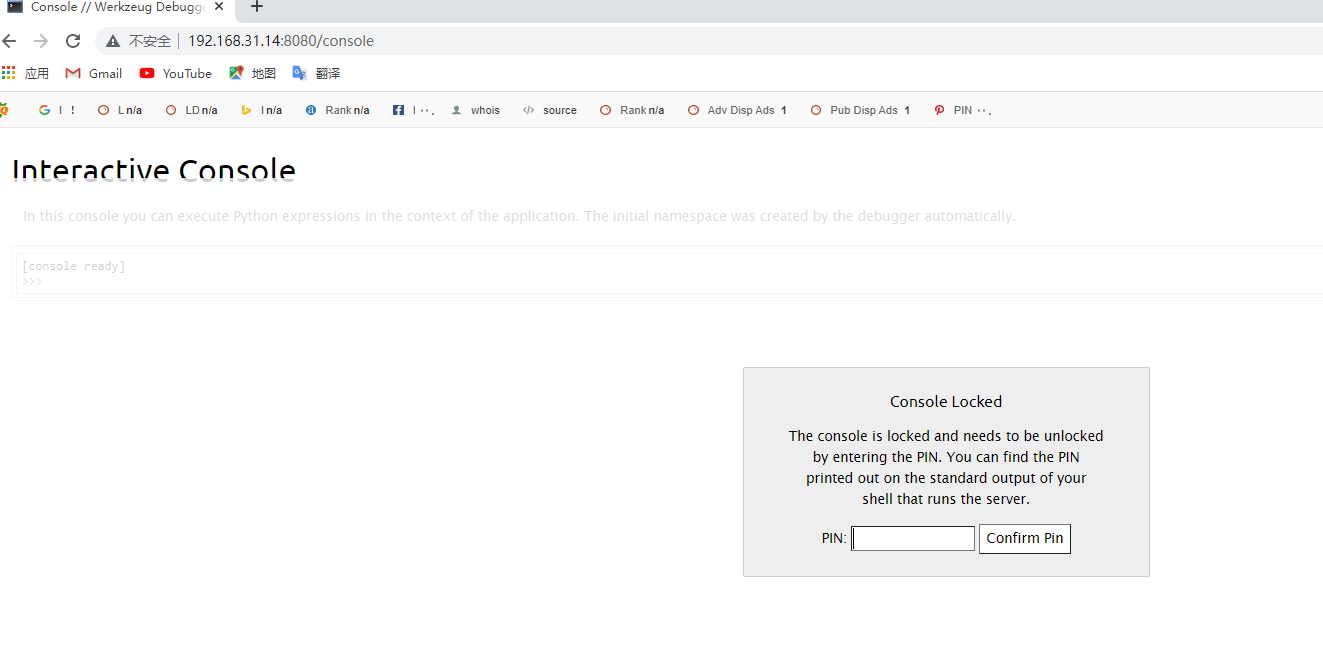 Console // Werkzeug Debugge
不安全 192.168.31.14:8080/console
应用 Gmail YouTube 地图 翻译
I ! L n/a LD n/a I n/a Rank n/a I whois source Rank n/a Adv Disp Ads 1 Pub Disp Ads 1 PIN
Interactive Console
In this console you can execute Python expressions in the context of the application. The initial namespace was created by the debugger automatically.
[console ready]
>>>
Console Locked
The console is locked and needs to be unlocked
by entering the PIN. You can find the PIN
printed out on the standard output of your
shell that runs the server.
PIN: Confirm Pin